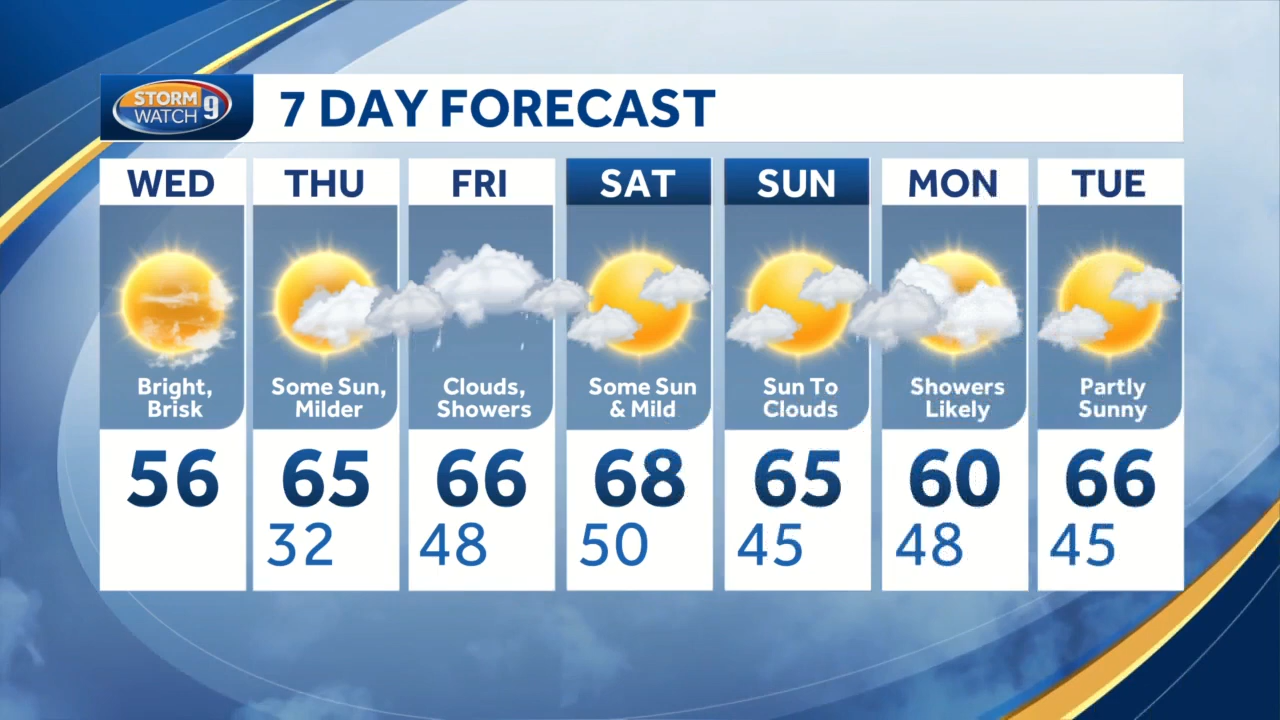 STORM
WATCH 9
7 DAY FORECAST
WED
THU
FRI
SAT
SUN
MON
TUE
Bright,
Brisk
Some Sun,
Milder
Clouds,
Showers
Some Sun
& Mild
Sun To
Clouds
Showers
Likely
Partly
Sunny
56
65
66
68
65
60
66
32
48
50
45
48
45